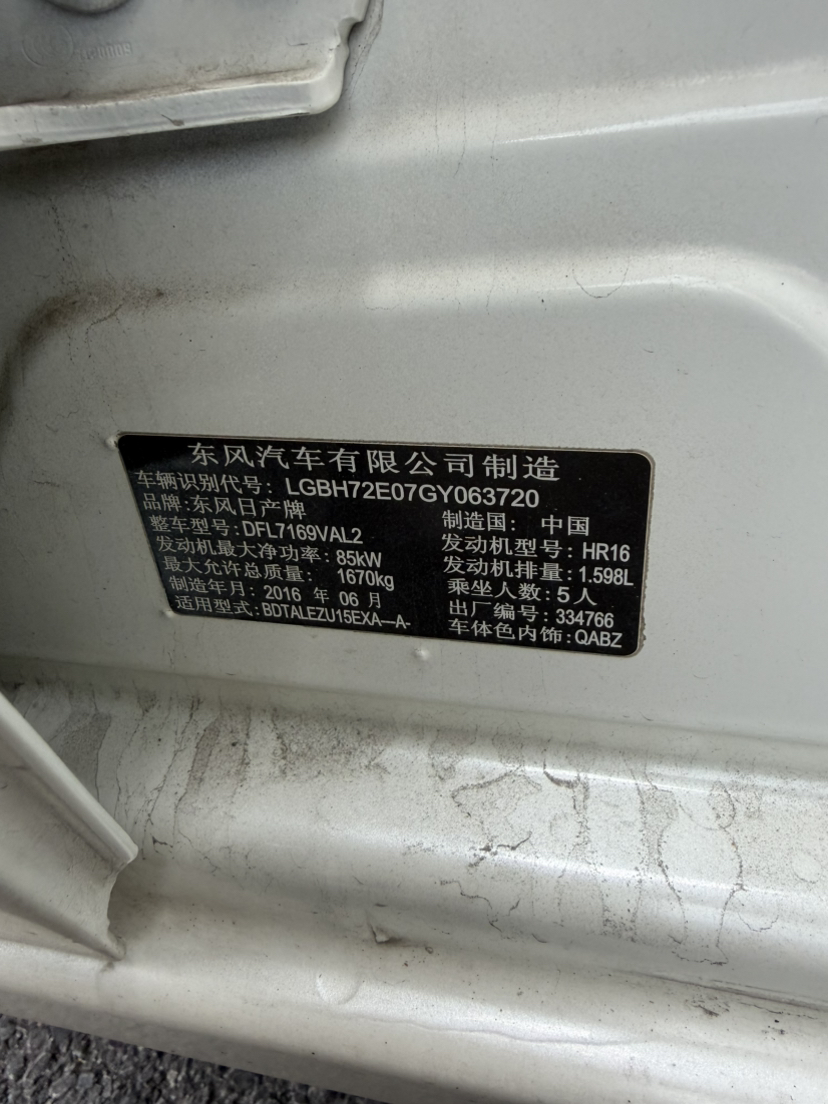 东风汽车有限公司制造
车辆识别代号: LGBH72E07GY063720
品牌:东风日产牌 制造国: 中国
整车型号:DFL7169VAL2 发动机型号: HR16
发动机最大净功率: 85kW 发动机排量: 1.598L
最大允许总质量: 1670kg 乘坐人数: 5人
制造年月: 2016 年 06 月 出厂编号: 334766
适用型式:BDTALEZU15EXA—A- 车体色内饰:QABZ